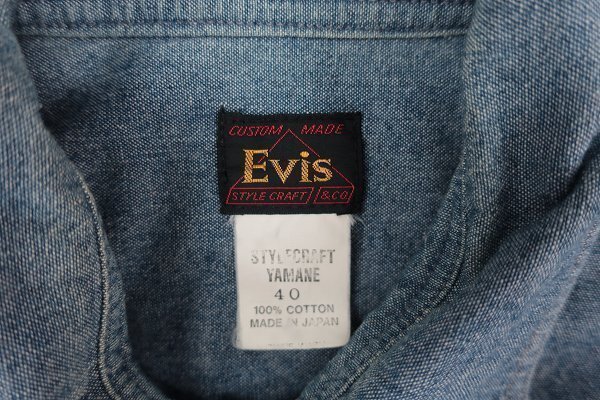 CUSTOM MADE
Evis
STYLE CRAFT & CO.
STYLECRAFT
YAMANE
40
100% COTTON
MADE IN JAPAN